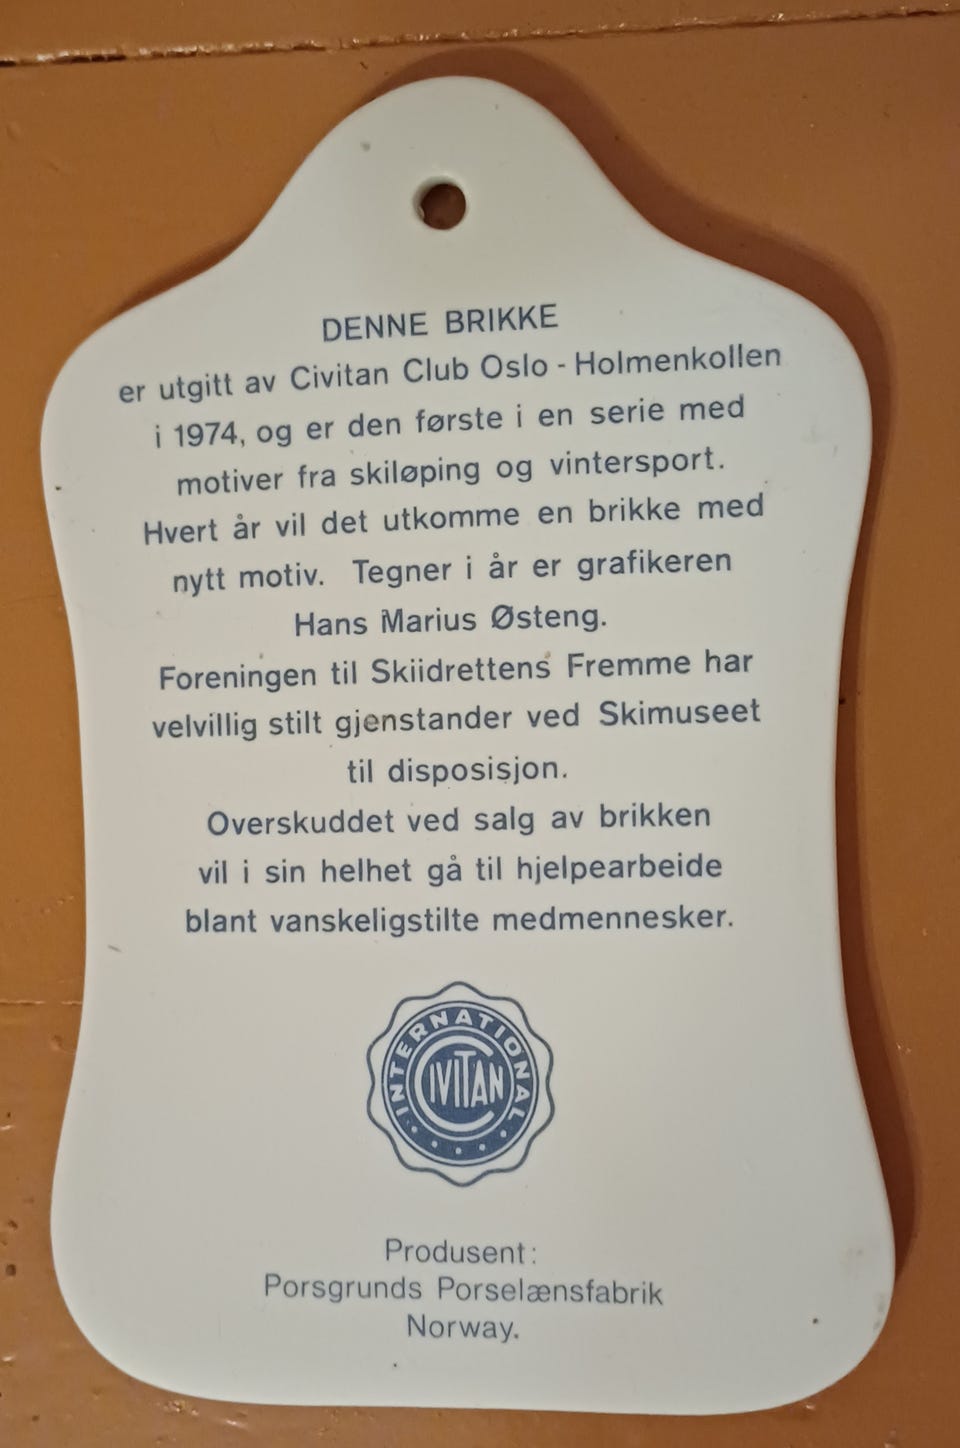 DENNE BRIKKE
er utgitt av Civitan Club Oslo - Holmenkollen
i 1974, og er den første i en serie med
motiver fra skiløping og vintersport.
Hvert år vil det utkomme en brikke med
nytt motiv. Tegner i år er grafikeren
Hans Marius Østeng.
Foreningen til Skiidrettens Fremme har
velvillig stilt gjenstander ved Skimuseet
til disposisjon.
Overskuddet ved salg av brikken
vil i sin helhet gå til hjelpearbeide
blant vanskeligstilte medmennesker.
INTERNATIONAL
CIVITAN
Produsent:
Porsgrunds Porselænsfabrik
Norway.